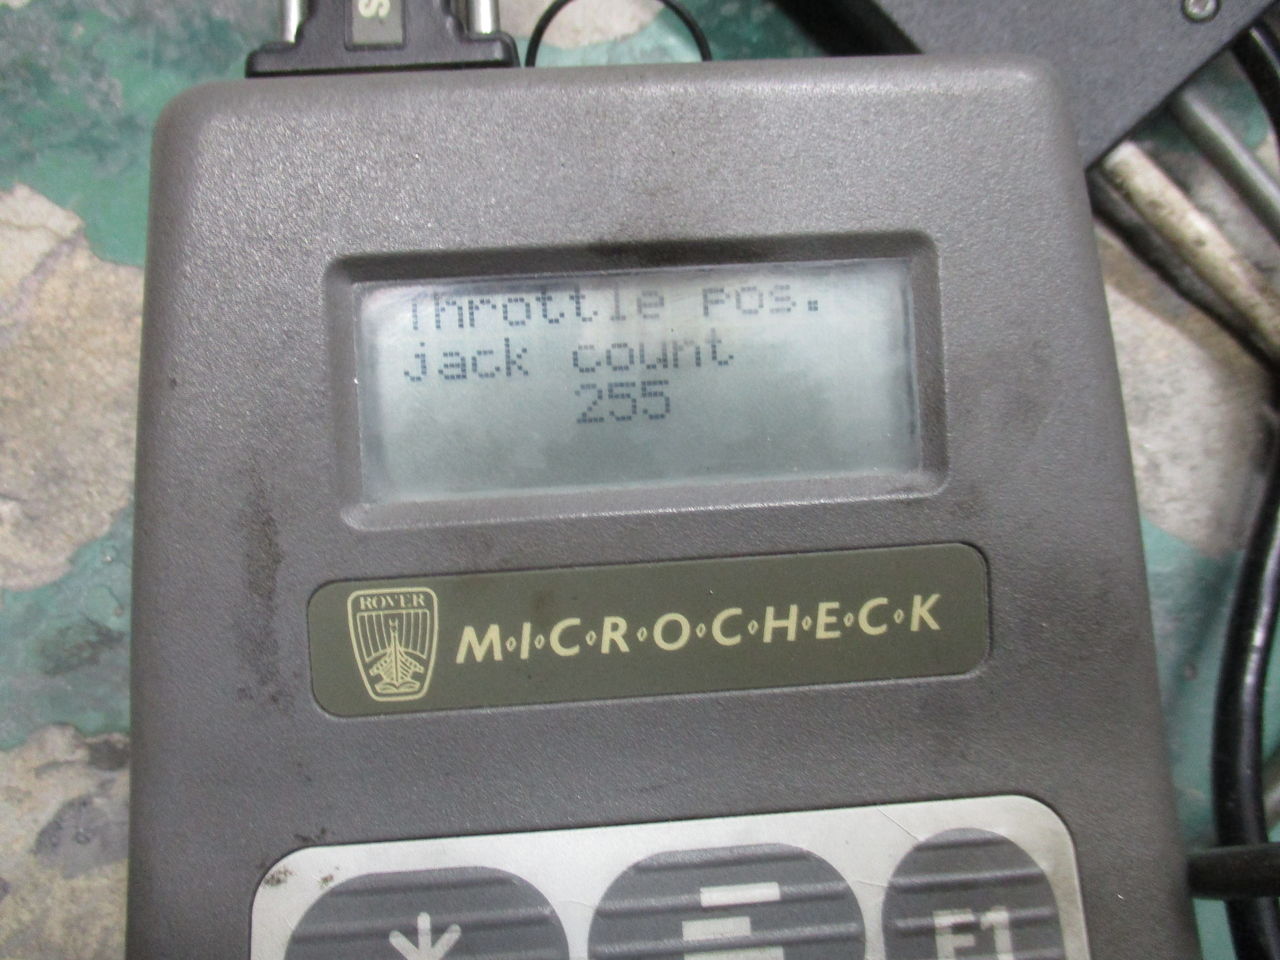 S
Throttle Pos.
jack count
255
ROVER
M·I·C·R·O·C·H·E·C·K
F1